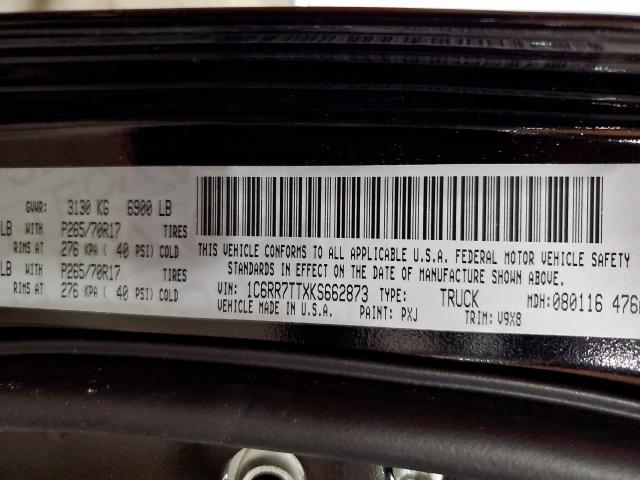 GVWR: 3130 KG 6900 LB
LB WITH P265/70R17 TIRES
RIMS AT 276 KPA ( 40 PSI) COLD
LB WITH P265/70R17 TIRES
RIMS AT 276 KPA ( 40 PSI) COLD
THIS VEHICLE CONFORMS TO ALL APPLICABLE U.S.A. FEDERAL MOTOR VEHICLE SAFETY
STANDARDS IN EFFECT ON THE DATE OF MANUFACTURE SHOWN ABOVE.
VIN: 1C6RR7TTXKS662873 TYPE: TRUCK MDH: 080116 476
VEHICLE MADE IN U.S.A. PAINT: PXJ TRIM: V9X8